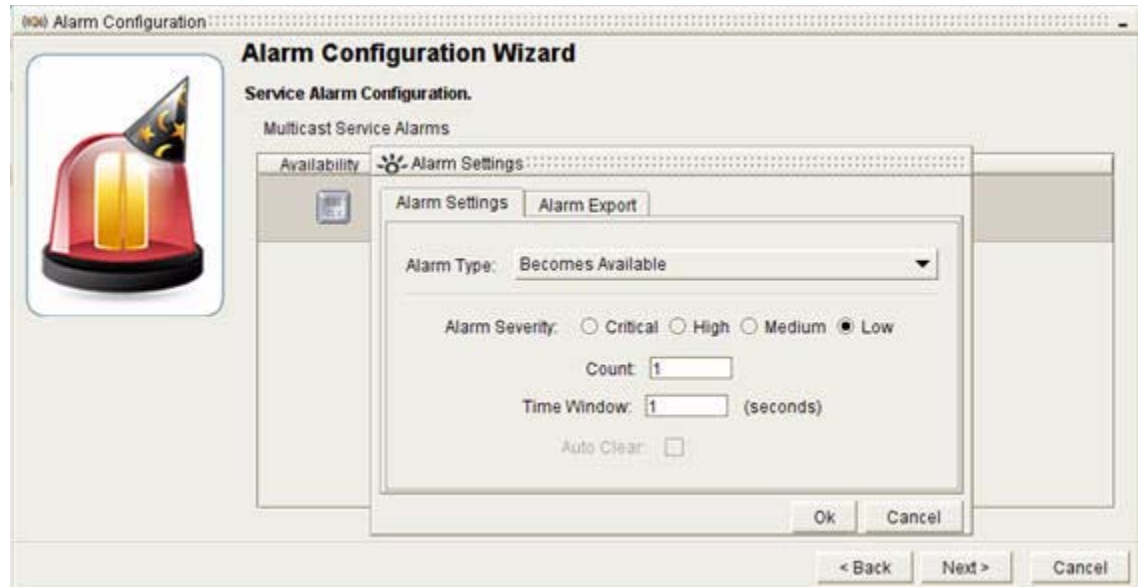 Alarm Configuration
Alarm Configuration Wizard
Service Alarm Configuration.
Multicast Service Alarms
Availability
Alarm Settings
Alarm Settings Alarm Export
Alarm Type: Becomes Available
Alarm Severity: Critical High Medium Low
Count: 1
Time Window: 1 (seconds)
Auto Clear:
Ok Cancel
< Back Next > Cancel